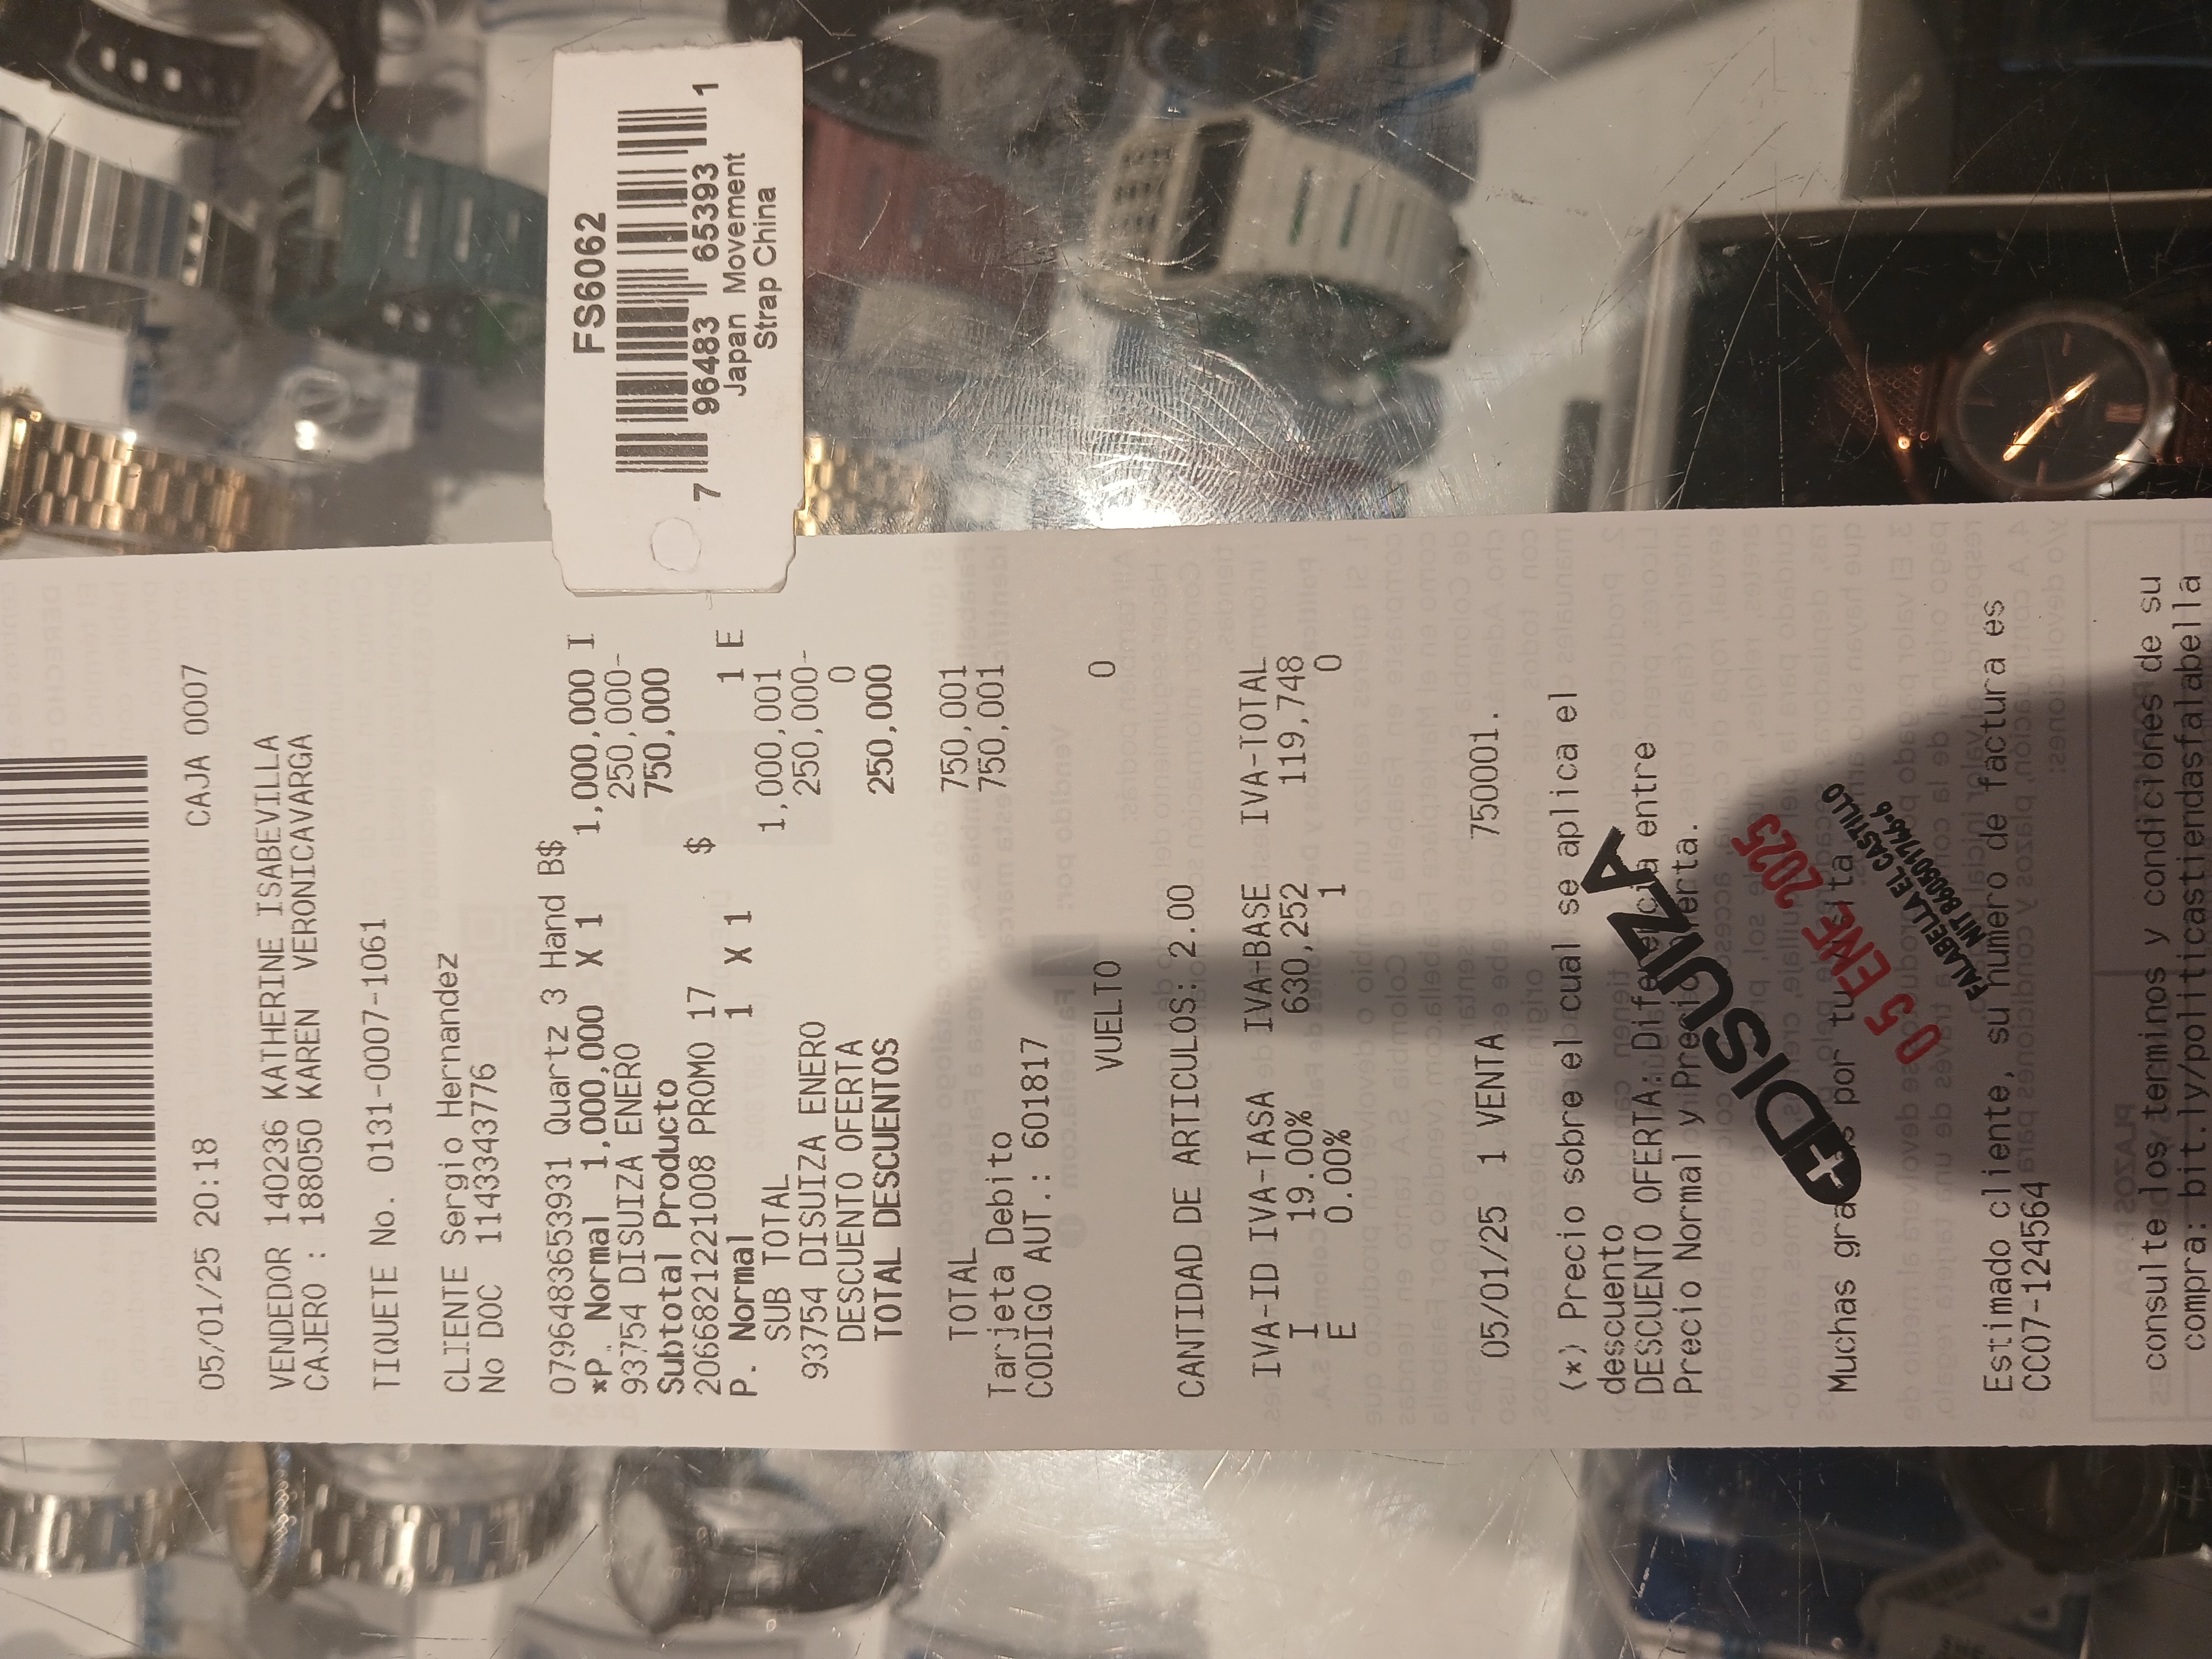 FS6062
7 96483 65393 1
Japan Movement
Strap China
05/01/25 20:18 CAJA 0007
VENDEDOR 140236 KATHERINE ISABEVILLA
CAJERO : 188050 KAREN VERONICAVARGA
TIQUETE No. 0131-0007-1061
CLIENTE Sergio Hernandez
No DOC 1143343776
0796483653931 Quartz 3 Hand B$
*P. Normal 1,000,000 X 1 1,000,000 I
93754 DISUIZA ENERO 250,000-
Subtotal Producto 750,000
2066821221008 PROMO 17 $
P. Normal 1 X 1 1 E
SUB TOTAL 1,000,001
93754 DISUIZA ENERO 250,000-
DESCUENTO OFERTA 0
TOTAL DESCUENTOS 250,000
TOTAL 750,001
Tarjeta Debito 750,001
CODIGO AUT.: 601817
VUELTO 0
CANTIDAD DE ARTICULOS: 2.00
IVA-ID IVA-TASA IVA-BASE IVA-TOTAL
I 19.00% 630,252 119,748
E 0.00% 1 0
05/01/25 1 VENTA 750001.
(*) Precio sobre el cual se aplica el
descuento
DESCUENTO OFERTA: Diferencia entre
Precio Normal y Precio Oferta.
Muchas gracias por tu visita
DISUIZA
05 ENE 2025
FALABELLA EL CASTILLO
Estimado cliente, su numero de factura es
CC07-124564
consulte los terminos y condiciones de su
compra: bit.ly/politicastiendasfalabella